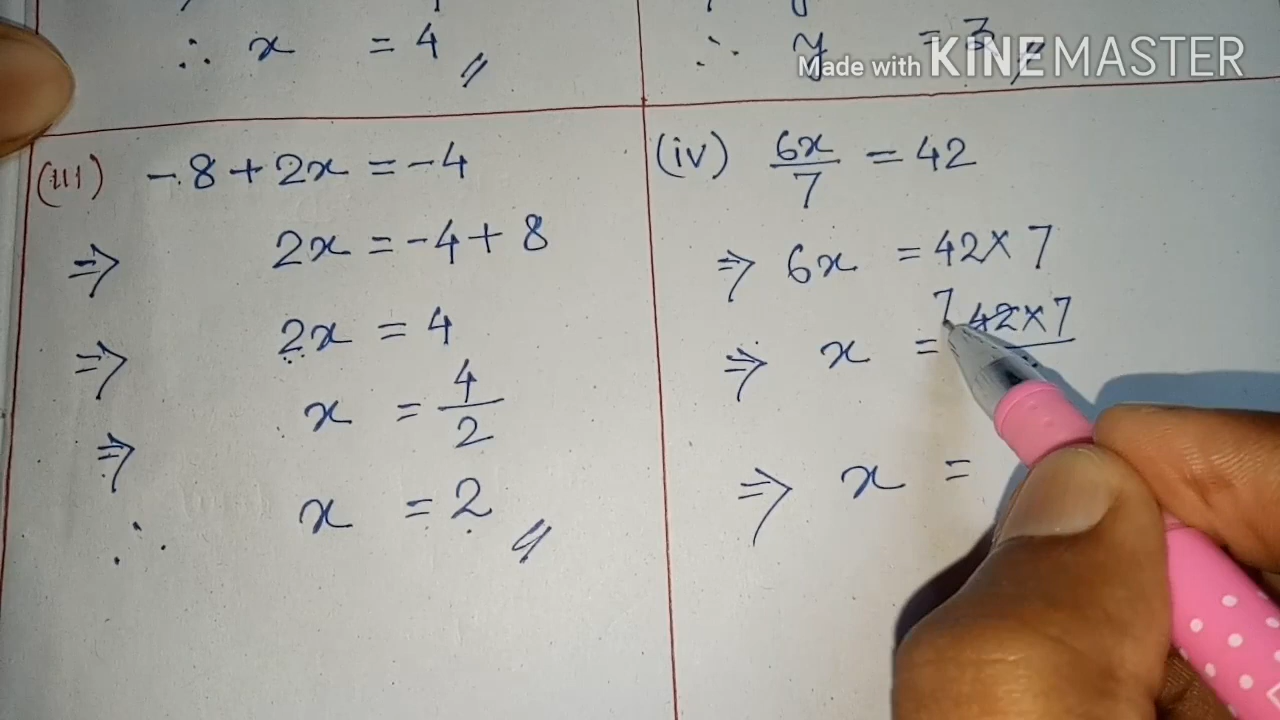 ∴ x = 4 //
∴ y = 3 //
Made with KINEMASTER
(iii) -8 + 2x = -4
⇒ 2x = -4 + 8
⇒ 2x = 4
⇒ x = 4/2
∴ x = 2 //
(iv) 6x/7 = 42
⇒ 6x = 42 × 7
⇒ x = 7 42 × 7
⇒ x =